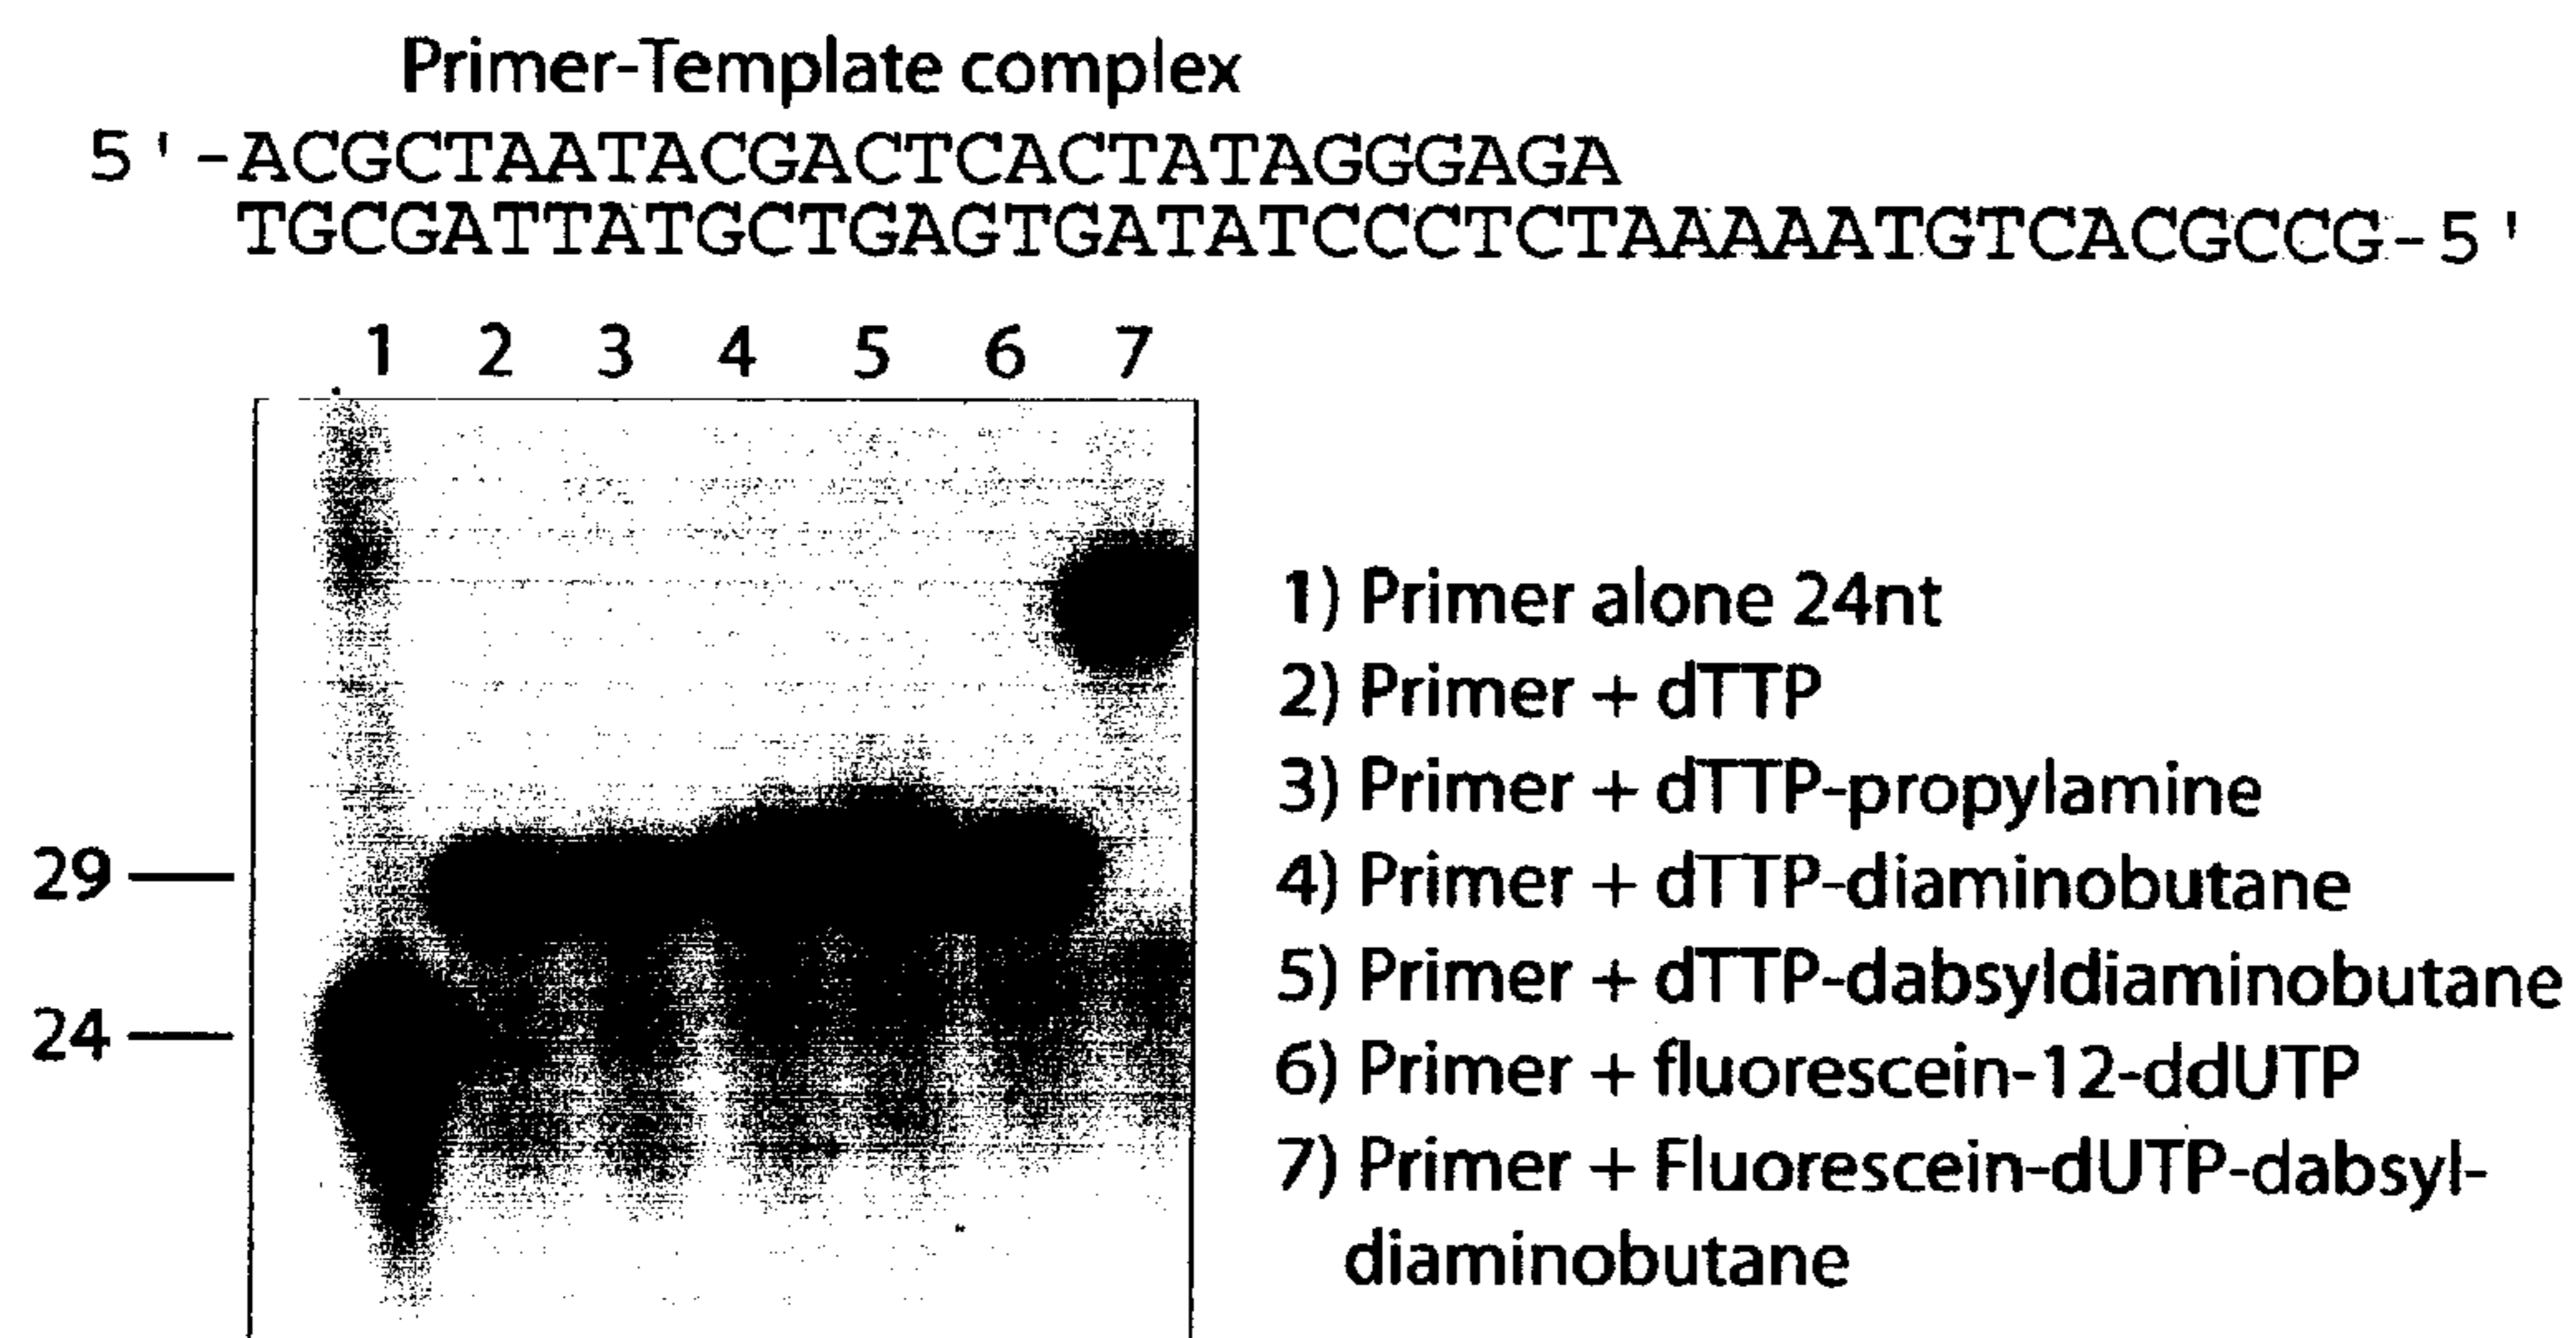 Primer-Template complex
5'-ACGCTAATACGACTCACTATAGGGAGA
TGCGATTATGCTGAGTGATATCCCTCTAAAAATGTCACGCCG-5'
1 2 3 4 5 6 7
29
24
1) Primer alone 24nt
2) Primer + dTTP
3) Primer + dTTP-propylamine
4) Primer + dTTP-diaminobutane
5) Primer + dTTP-dabsyldiaminobutane
6) Primer + fluorescein-12-ddUTP
7) Primer + Fluorescein-dUTP-dabsyl-
diaminobutane